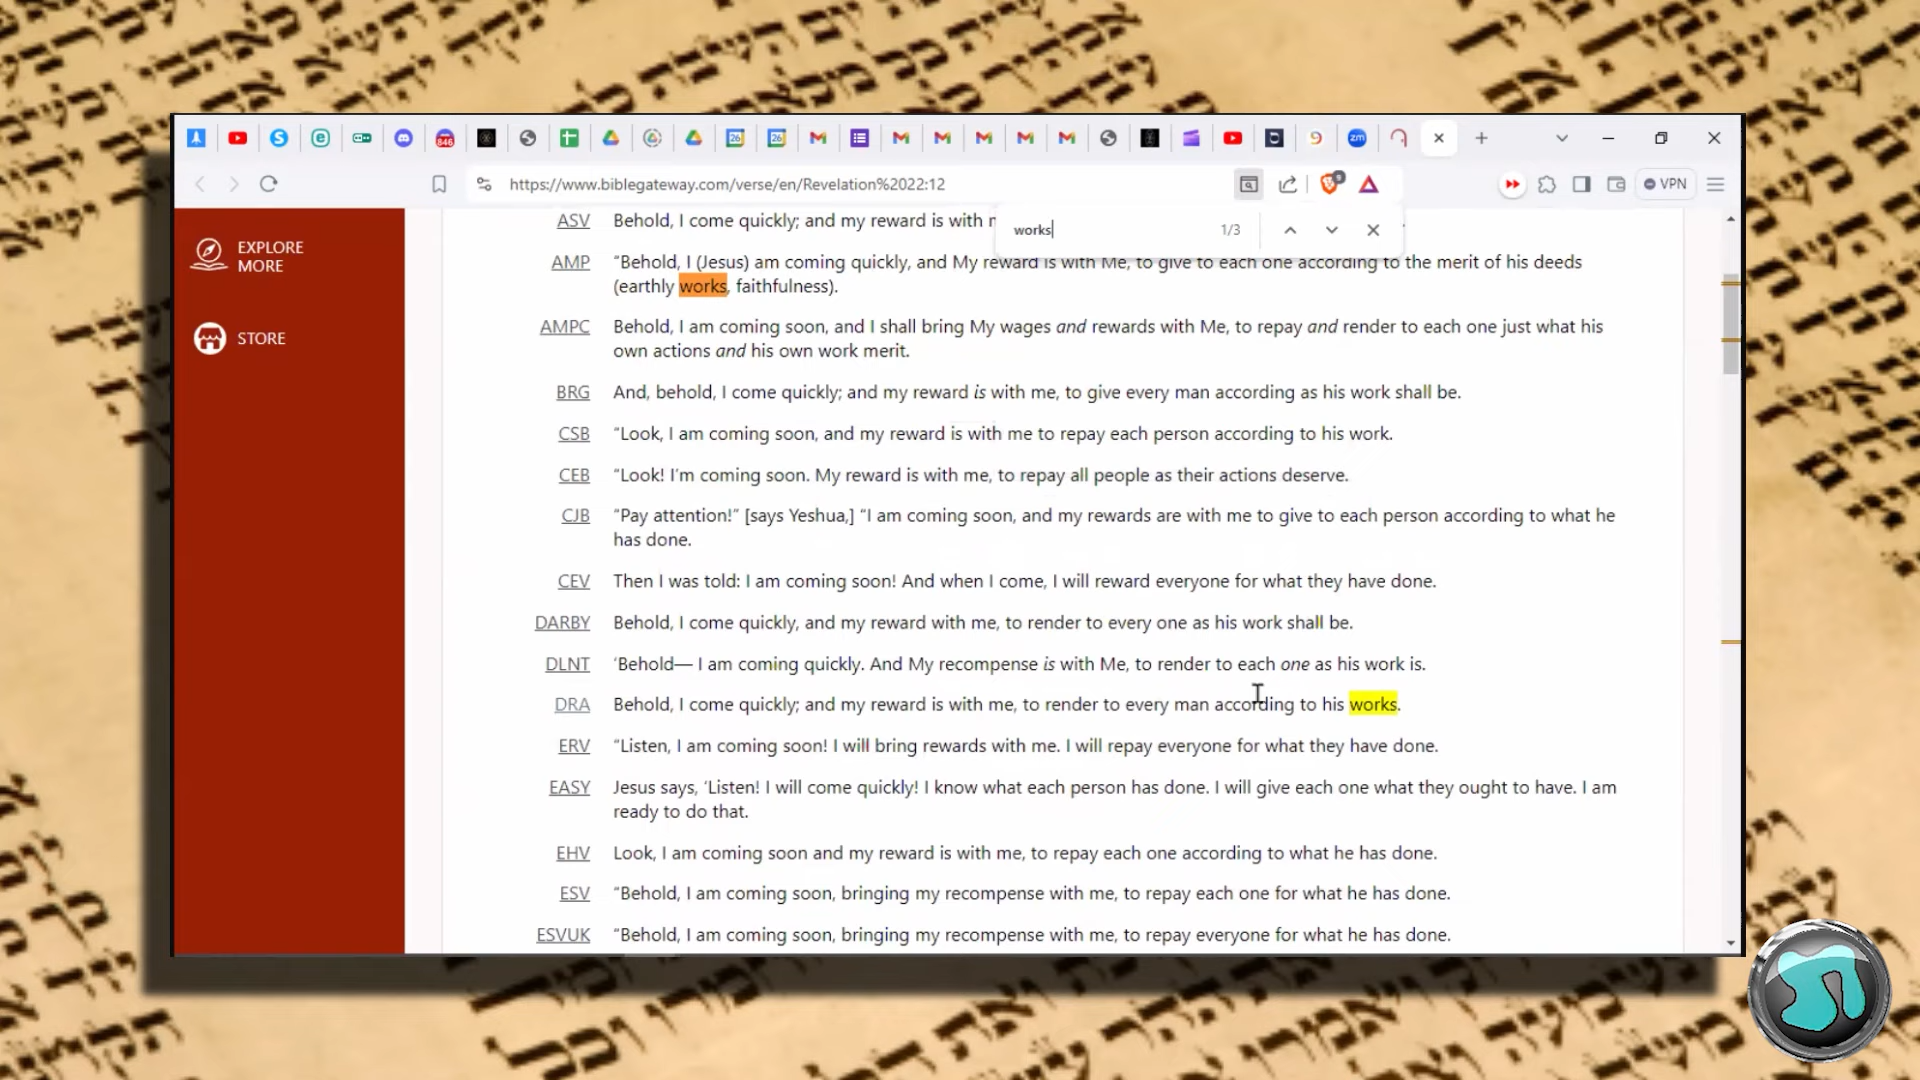 846
26
26
https://www.biblegateway.com/verse/en/Revelation%2022:12
VPN
works
1/3
EXPLORE
MORE
STORE
ASV Behold, I come quickly; and my reward is with
AMP “Behold, I (Jesus) am coming quickly, and My reward is with Me, to give to each one according to the merit of his deeds
(earthly works, faithfulness).
AMPC Behold, I am coming soon, and I shall bring My wages and rewards with Me, to repay and render to each one just what his
own actions and his own work merit.
BRG And, behold, I come quickly; and my reward is with me, to give every man according as his work shall be.
CSB “Look, I am coming soon, and my reward is with me to repay each person according to his work.
CEB “Look! I’m coming soon. My reward is with me, to repay all people as their actions deserve.
CJB “Pay attention!” [says Yeshua,] “I am coming soon, and my rewards are with me to give to each person according to what he
has done.
CEV Then I was told: I am coming soon! And when I come, I will reward everyone for what they have done.
DARBY Behold, I come quickly, and my reward with me, to render to every one as his work shall be.
DLNT ‘Behold— I am coming quickly. And My recompense is with Me, to render to each one as his work is.
DRA Behold, I come quickly; and my reward is with me, to render to every man according to his works.
ERV “Listen, I am coming soon! I will bring rewards with me. I will repay everyone for what they have done.
EASY Jesus says, ‘Listen! I will come quickly! I know what each person has done. I will give each one what they ought to have. I am
ready to do that.
EHV Look, I am coming soon and my reward is with me, to repay each one according to what he has done.
ESV “Behold, I am coming soon, bringing my recompense with me, to repay each one for what he has done.
ESVUK “Behold, I am coming soon, bringing my recompense with me, to repay everyone for what he has done.